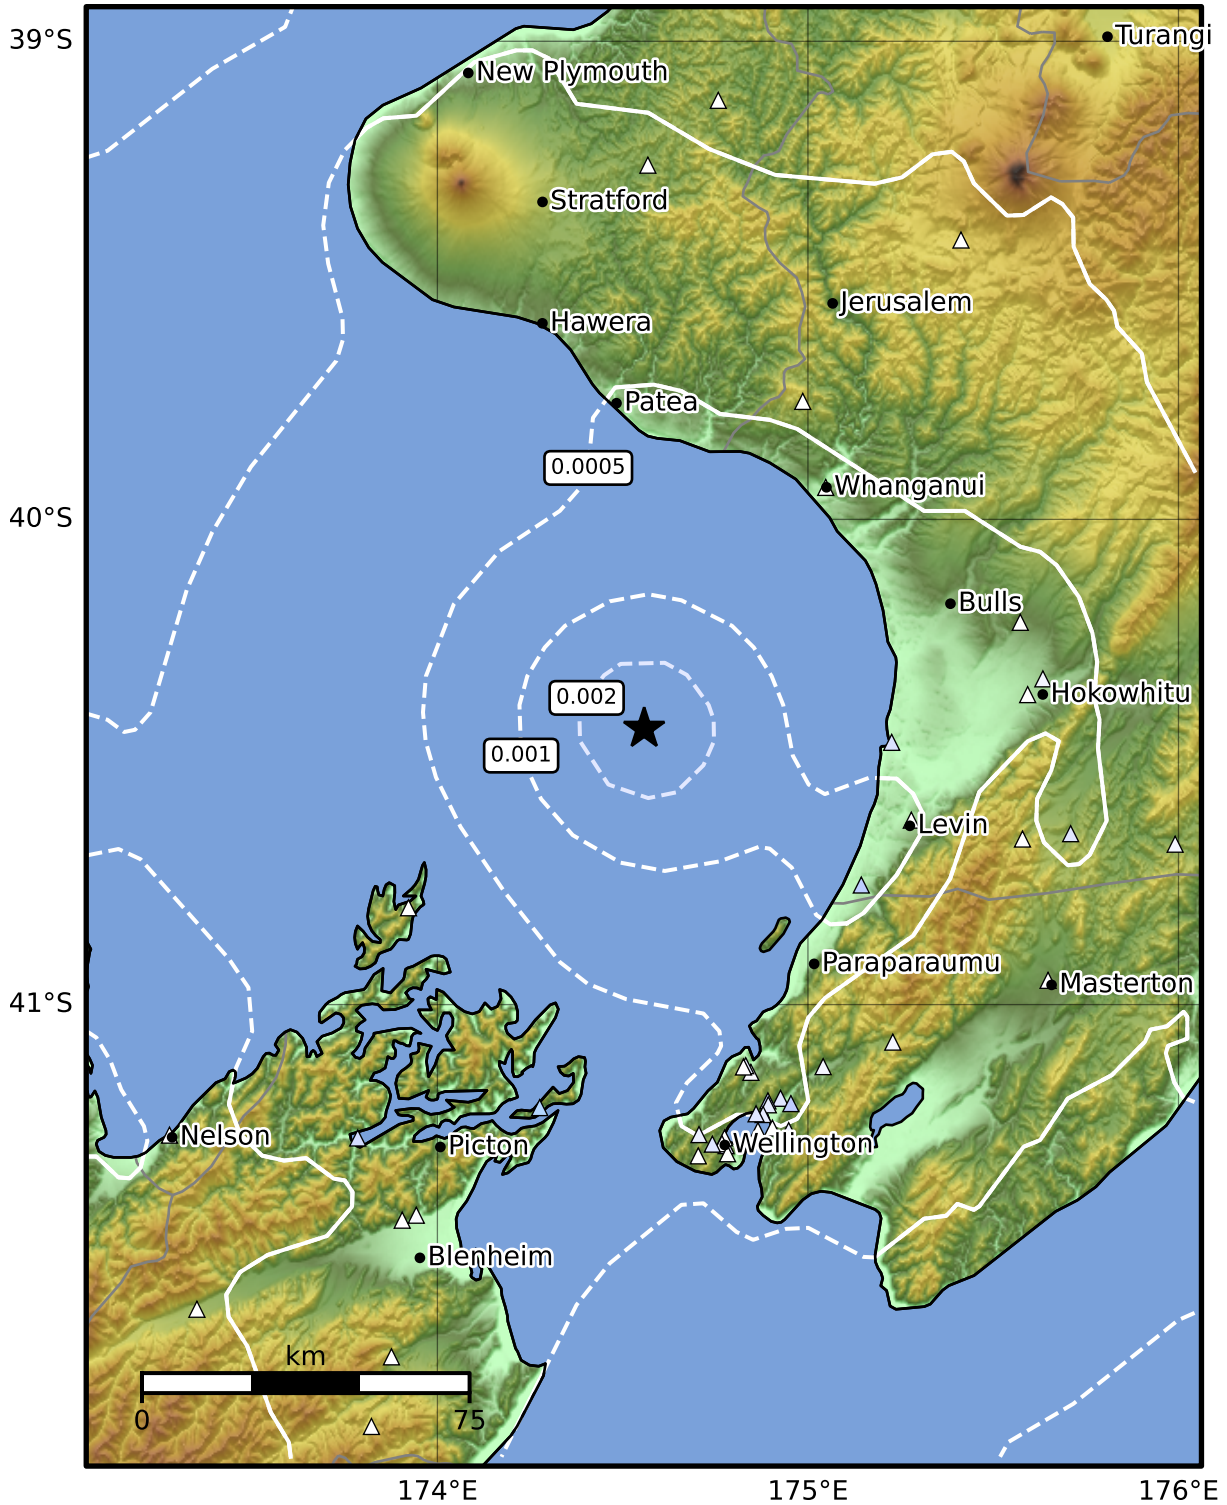 39°S
Turangi
New Plymouth
Stratford
Jerusalem
Hawera
Patea
0.0005
Whanganui
40°S
Bulls
Hokowhitu
0.002
0.001
Levin
Paraparaumu
Masterton
41°S
Nelson
Picton
Wellington
Blenheim
km
0
75
174°E
175°E
176°E